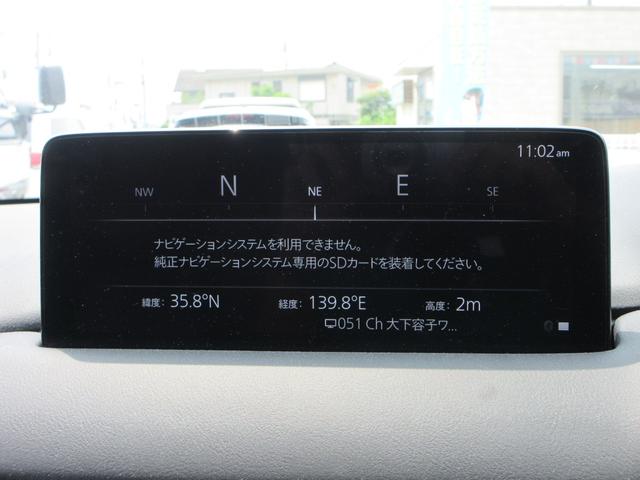 11:02am
NW N NE E SE
ナビゲーションシステムを利用できません。
純正ナビゲーションシステム専用のSDカードを装着してください。
緯度: 35.8°N 経度: 139.8°E 高度: 2m
051 Ch 大下容子ワ...